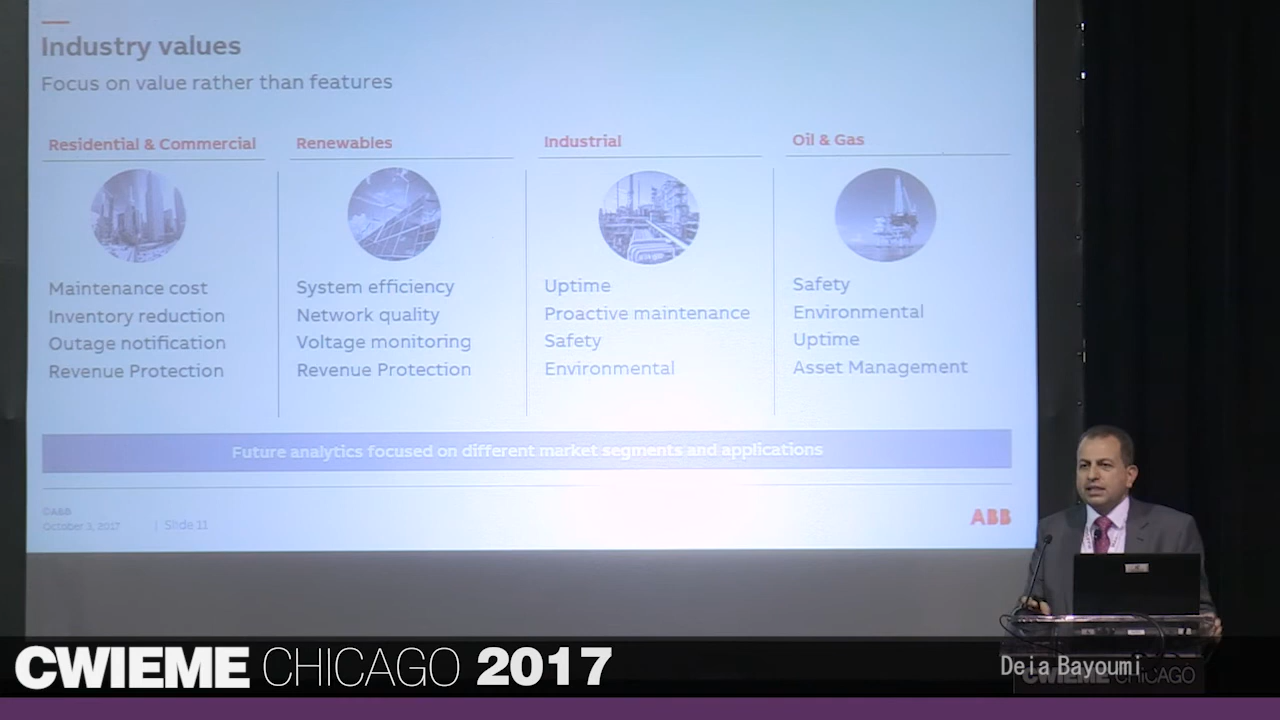 Industry values
Focus on value rather than features
Residential & Commercial
Maintenance cost
Inventory reduction
Outage notification
Revenue Protection
Renewables
System efficiency
Network quality
Voltage monitoring
Revenue Protection
Industrial
Uptime
Proactive maintenance
Safety
Environmental
Oil & Gas
Safety
Environmental
Uptime
Asset Management
Future analytics focused on different market segments and applications
©ABB
October 3, 2017 | Slide 11
ABB
CWIEME CHICAGO 2017
Deia Bayoumi
CWIEME CHICAGO